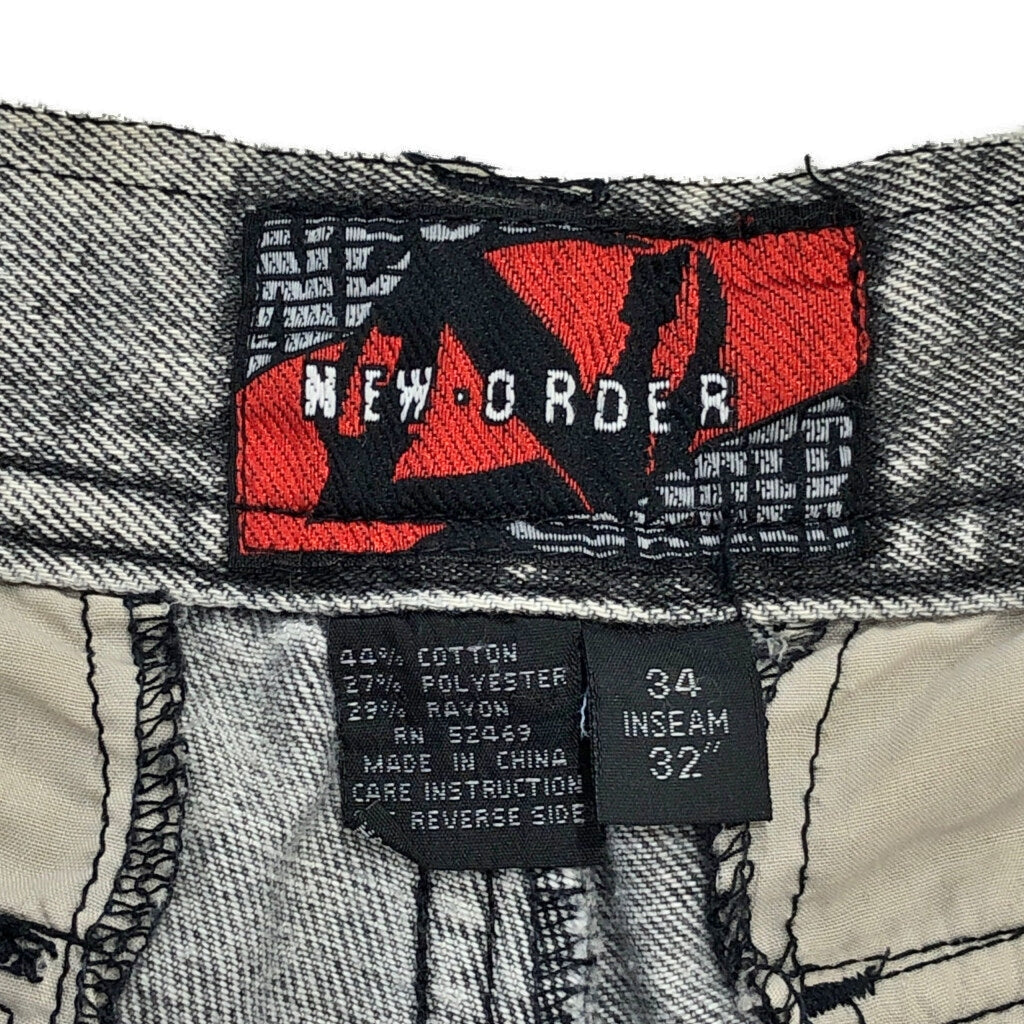 NEW·ORDER
44% COTTON
27% POLYESTER
29% RAYON
RN 52469
MADE IN CHINA
CARE INSTRUCTION
REVERSE SIDE
34
INSEAM
32"